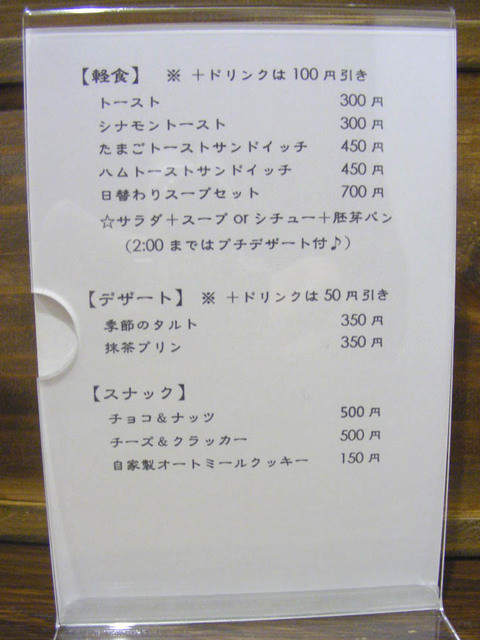 【軽食】 ※ ＋ドリンクは 100 円引き
トースト 300 円
シナモントースト 300 円
たまごトーストサンドイッチ 450 円
ハムトーストサンドイッチ 450 円
日替わりスープセット 700 円
☆サラダ＋スープ or シチュー＋胚芽パン
（2:00 まではプチデザート付♪）
【デザート】 ※ ＋ドリンクは 50 円引き
季節のタルト 350 円
抹茶プリン 350 円
【スナック】
チョコ＆ナッツ 500 円
チーズ＆クラッカー 500 円
自家製オートミールクッキー 150 円